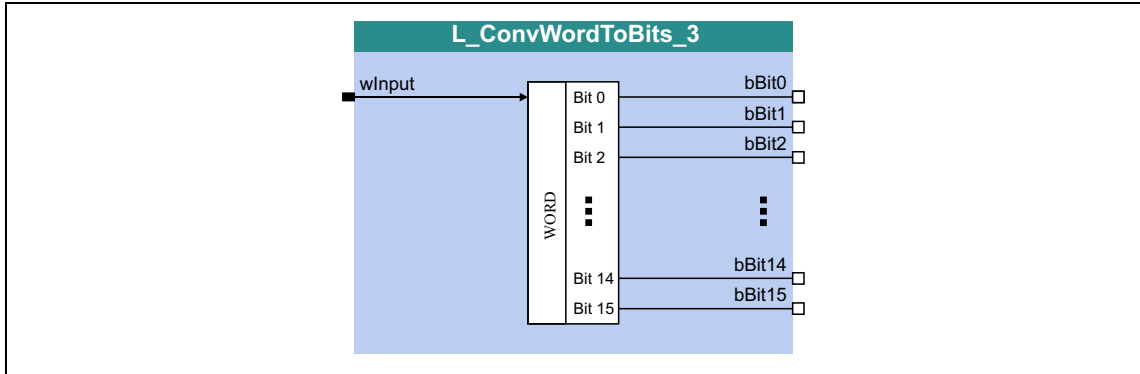 L_ConvWordToBits_3
wInput
WORD
Bit 0
bBit0
Bit 1
bBit1
Bit 2
bBit2
Bit 14
bBit14
Bit 15
bBit15